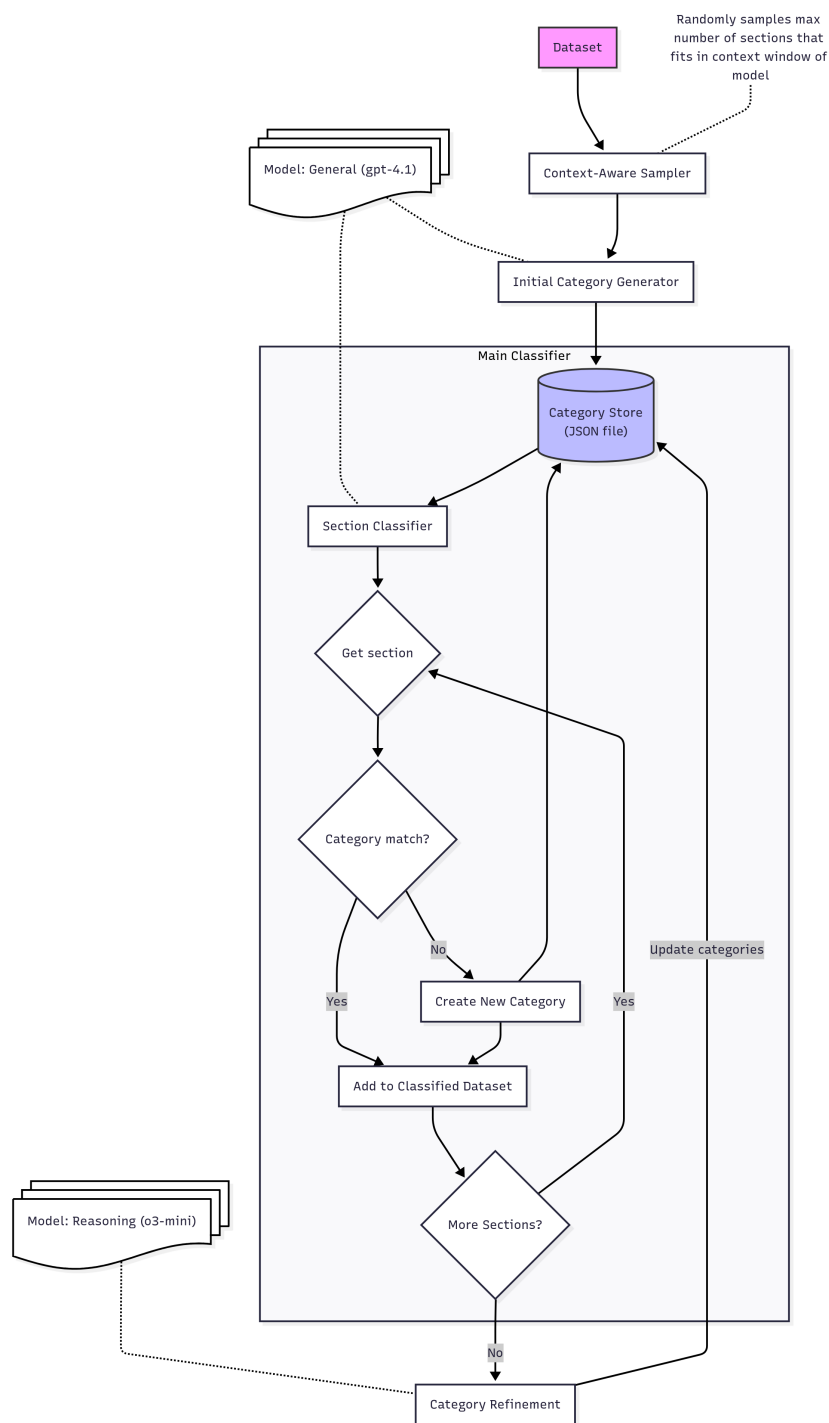 Randomly samples max
number of sections that
fits in context window of
model
Dataset
Model: General (gpt-4.1)
Context-Aware Sampler
Initial Category Generator
Main Classifier
Category Store
(JSON file)
Section Classifier
Get section
Category match?
No
Update categories
Yes
Create New Category
Yes
Add to Classified Dataset
Model: Reasoning (o3-mini)
More Sections?
No
Category Refinement